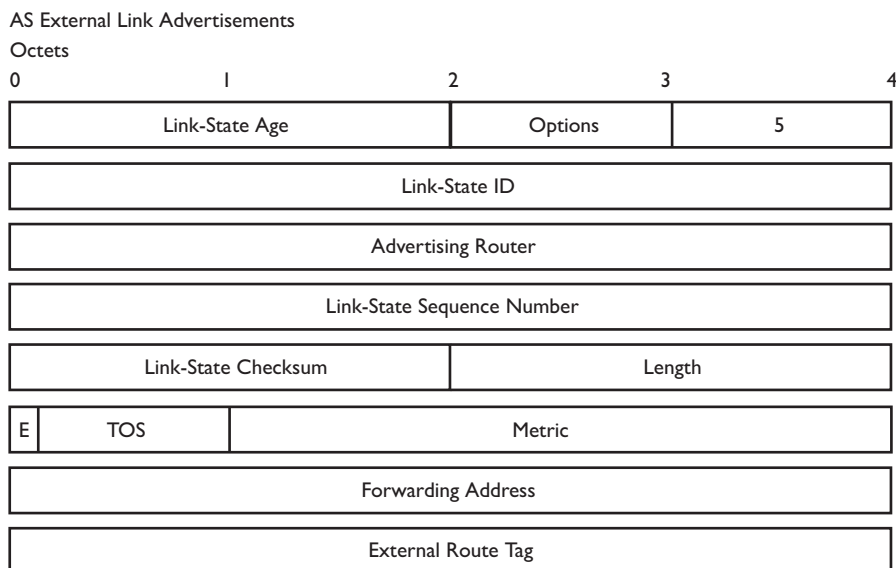 AS External Link Advertisements
Octets
0 1 2 3 4
Link-State Age Options 5
Link-State ID
Advertising Router
Link-State Sequence Number
Link-State Checksum Length
E TOS Metric
Forwarding Address
External Route Tag